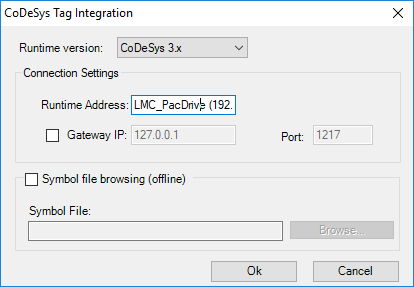 CoDeSys Tag Integration
Runtime version: CoDeSys 3.x
Connection Settings
Runtime Address: LMC_PacDrive (192.
Gateway IP: 127.0.0.1 Port: 1217
Symbol file browsing (offline)
Symbol File:
Browse...
Ok Cancel